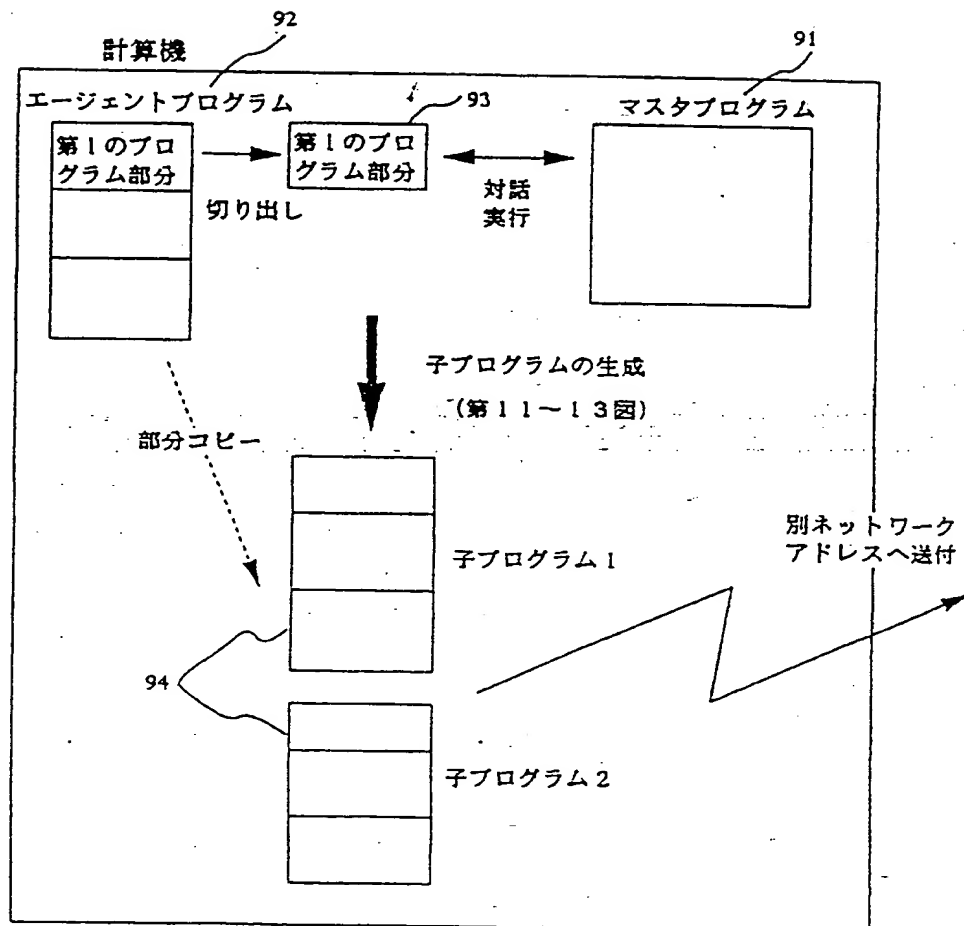 92
計算機
91
エージェントプログラム
93
マスタプログラム
第1のプロ
グラム部分
第1のプロ
グラム部分
切り出し
対話
実行
子プログラムの生成
(第11~13図)
部分コピー
別ネットワーク
アドレスへ送付
子プログラム1
94
子プログラム2